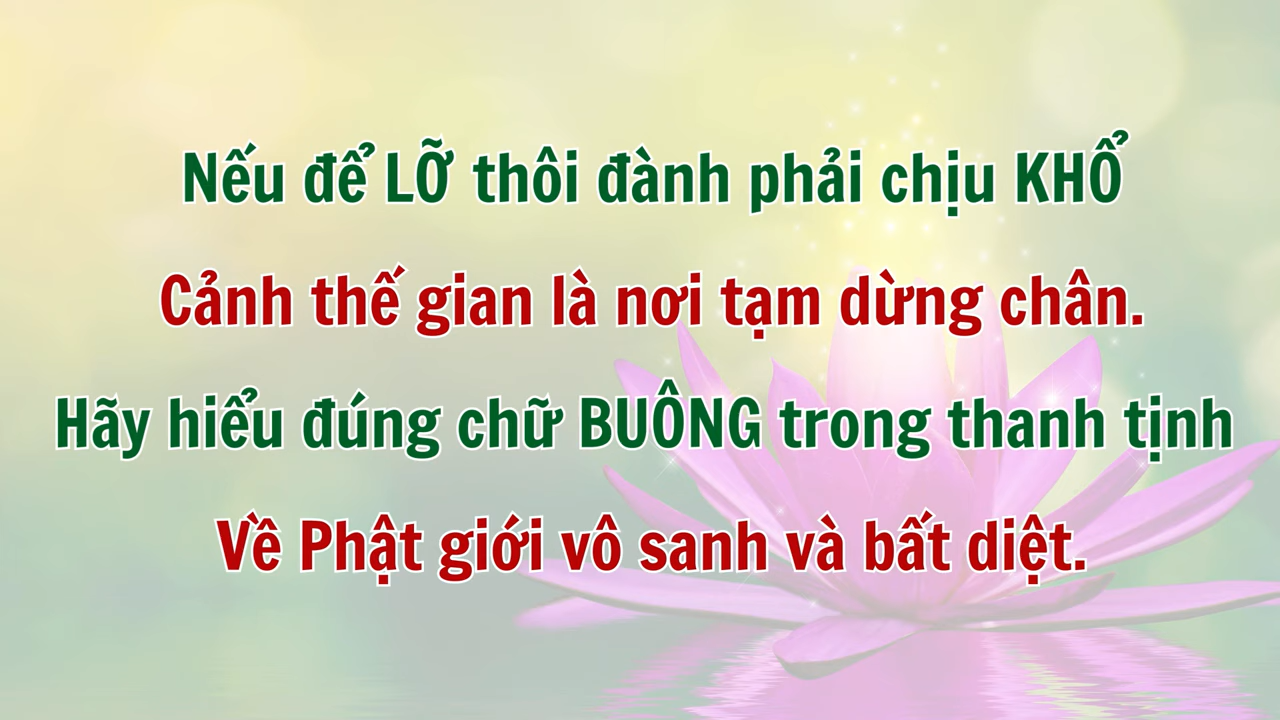 Nếu để LỠ thôi đành phải chịu KHỔ
Cảnh thế gian là nơi tạm dừng chân.
Hãy hiểu đúng chữ BUÔNG trong thanh tịnh
Về Phật giới vô sanh và bất diệt.